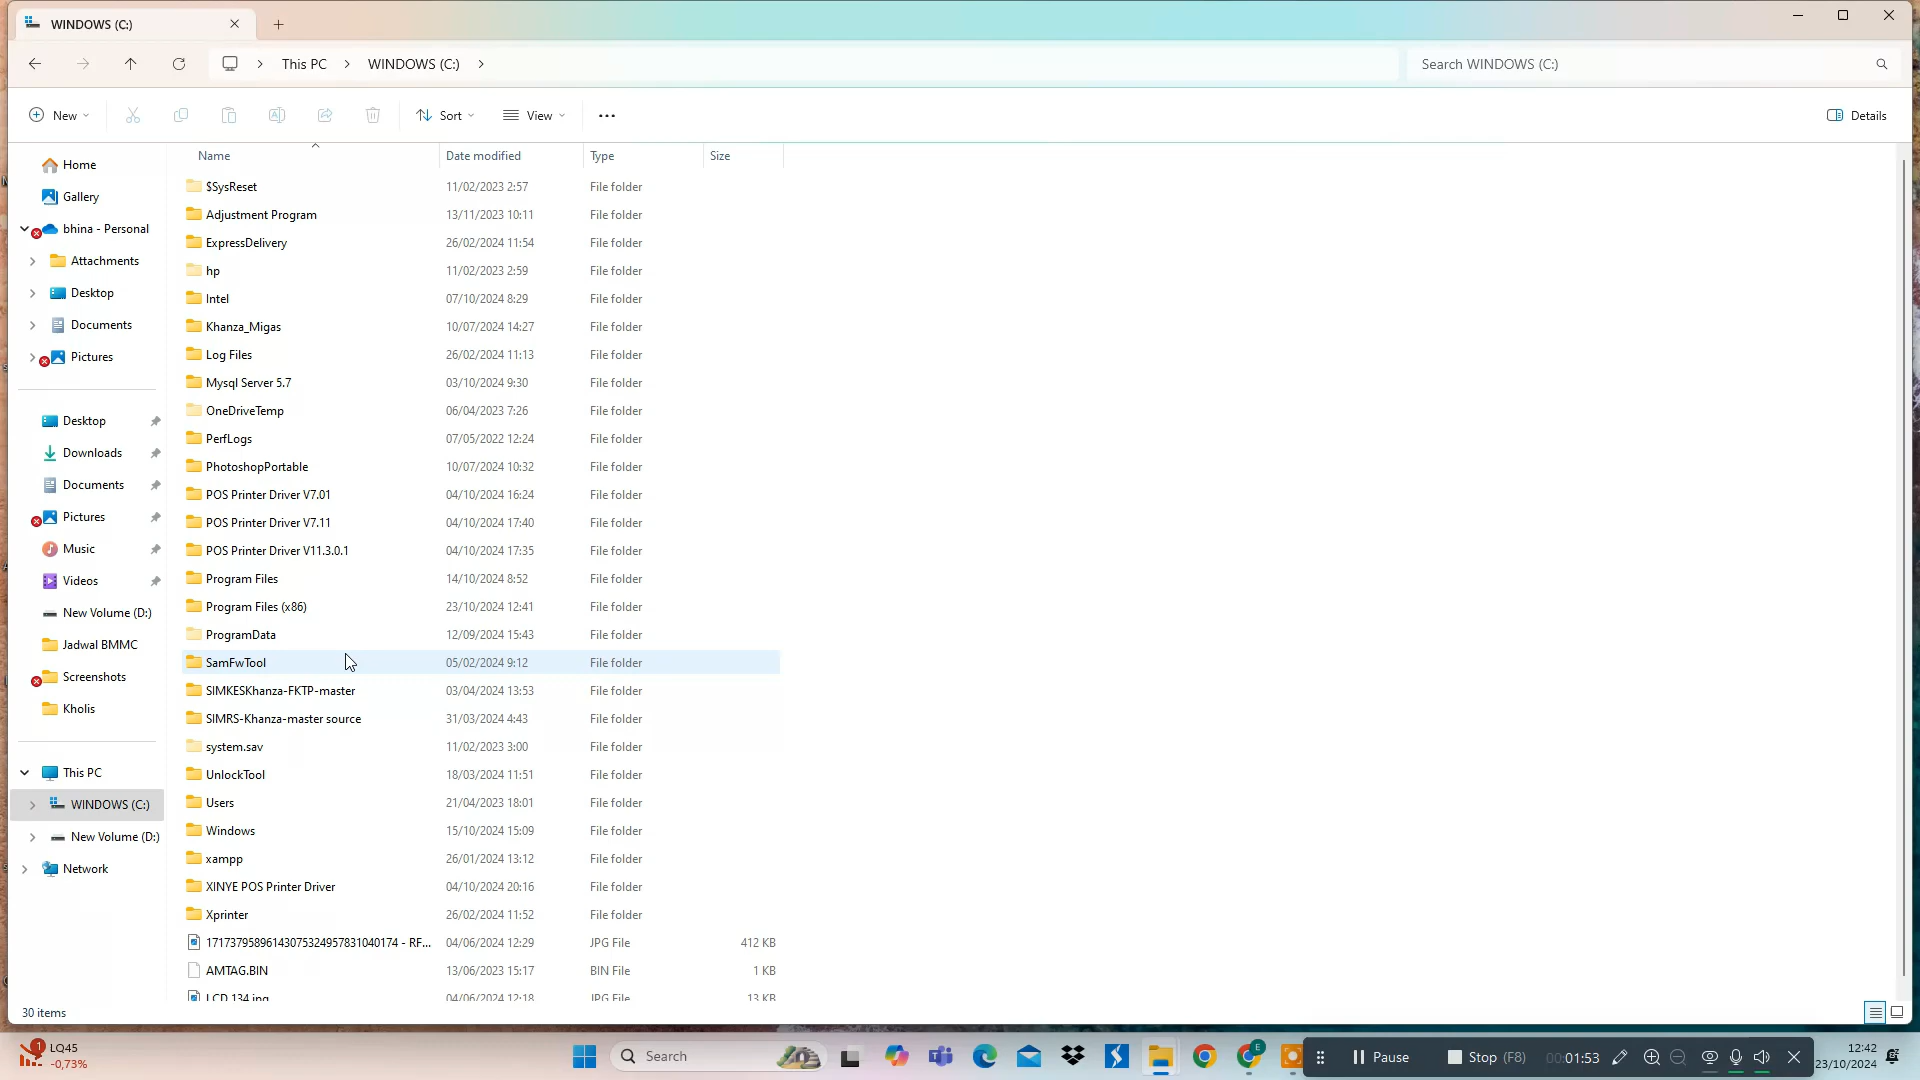 WINDOWS (C:)
This PC > WINDOWS (C:) >
Search WINDOWS (C:)
New
Sort
View
Details
Name Date modified Type Size
Home
Gallery
bhina - Personal
Attachments
Desktop
Documents
Pictures
Desktop
Downloads
Documents
Pictures
Music
Videos
New Volume (D:)
Jadwal BMMC
Screenshots
Kholis
This PC
WINDOWS (C:)
New Volume (D:)
Network
$SysReset 11/02/2023 2:57 File folder
Adjustment Program 13/11/2023 10:11 File folder
ExpressDelivery 26/02/2024 11:54 File folder
hp 11/02/2023 2:59 File folder
Intel 07/10/2024 8:29 File folder
Khanza_Migas 10/07/2024 14:27 File folder
Log Files 26/02/2024 11:13 File folder
Mysql Server 5.7 03/10/2024 9:30 File folder
OneDriveTemp 06/04/2023 7:26 File folder
PerfLogs 07/05/2022 12:24 File folder
PhotoshopPortable 10/07/2024 10:32 File folder
POS Printer Driver V7.01 04/10/2024 16:24 File folder
POS Printer Driver V7.11 04/10/2024 17:40 File folder
POS Printer Driver V11.3.0.1 04/10/2024 17:35 File folder
Program Files 14/10/2024 8:52 File folder
Program Files (x86) 23/10/2024 12:41 File folder
ProgramData 12/09/2024 15:43 File folder
SamFwTool 05/02/2024 9:12 File folder
SIMKESKhanza-FKTP-master 03/04/2024 13:53 File folder
SIMRS-Khanza-master source 31/03/2024 4:43 File folder
system.sav 11/02/2023 3:00 File folder
UnlockTool 18/03/2024 11:51 File folder
Users 21/04/2023 18:01 File folder
Windows 15/10/2024 15:09 File folder
xampp 26/01/2024 13:12 File folder
XINYE POS Printer Driver 04/10/2024 20:16 File folder
Xprinter 26/02/2024 11:52 File folder
17173795896143075324957831040174 - RF... 04/06/2024 12:29 JPG File 412 KB
AMTAG.BIN 13/06/2023 15:17 BIN File 1 KB
LCD 134.jpg 04/06/2024 12:18 JPG File 13 KB
30 items
1
LQ45
-0,73%
Search
E
Pause
Stop (F8)
00:01:53
12:42
23/10/2024